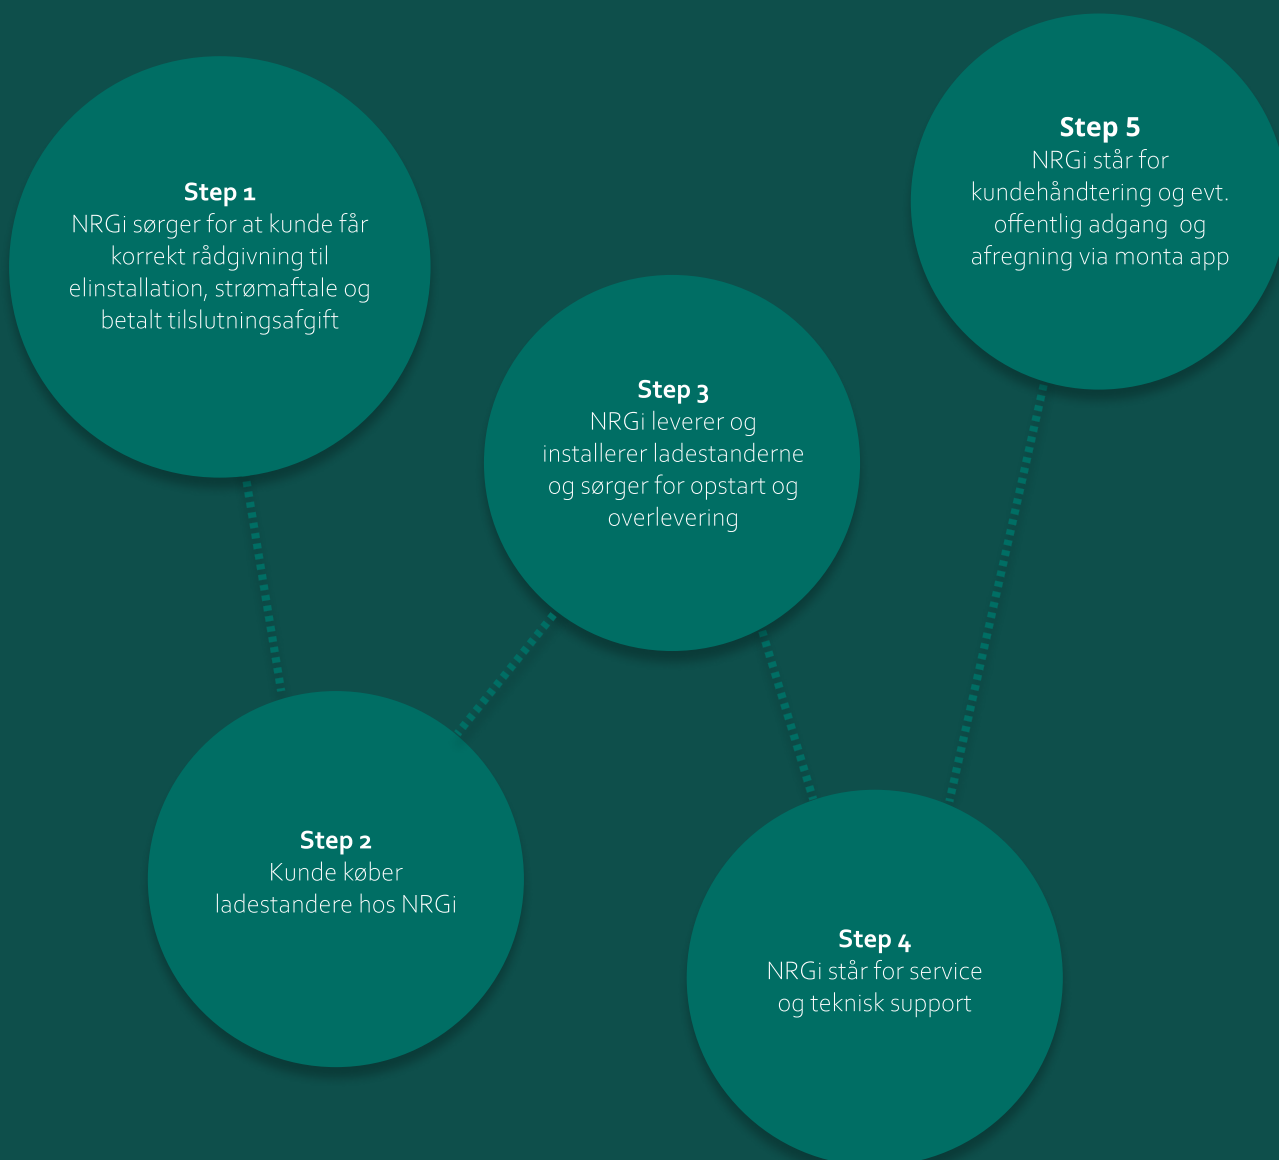 Step 1
NRGi sørger for at kunde får
korrekt rådgivning til
elinstallation, strømaftale og
betalt tilslutningsafgift
Step 2
Kunde køber
ladestandere hos NRGi
Step 3
NRGi leverer og
installerer ladestanderne
og sørger for opstart og
overlevering
Step 4
NRGi står for service
og teknisk support
Step 5
NRGi står for
kundehåndtering og evt.
offentlig adgang  og
afregning via monta app